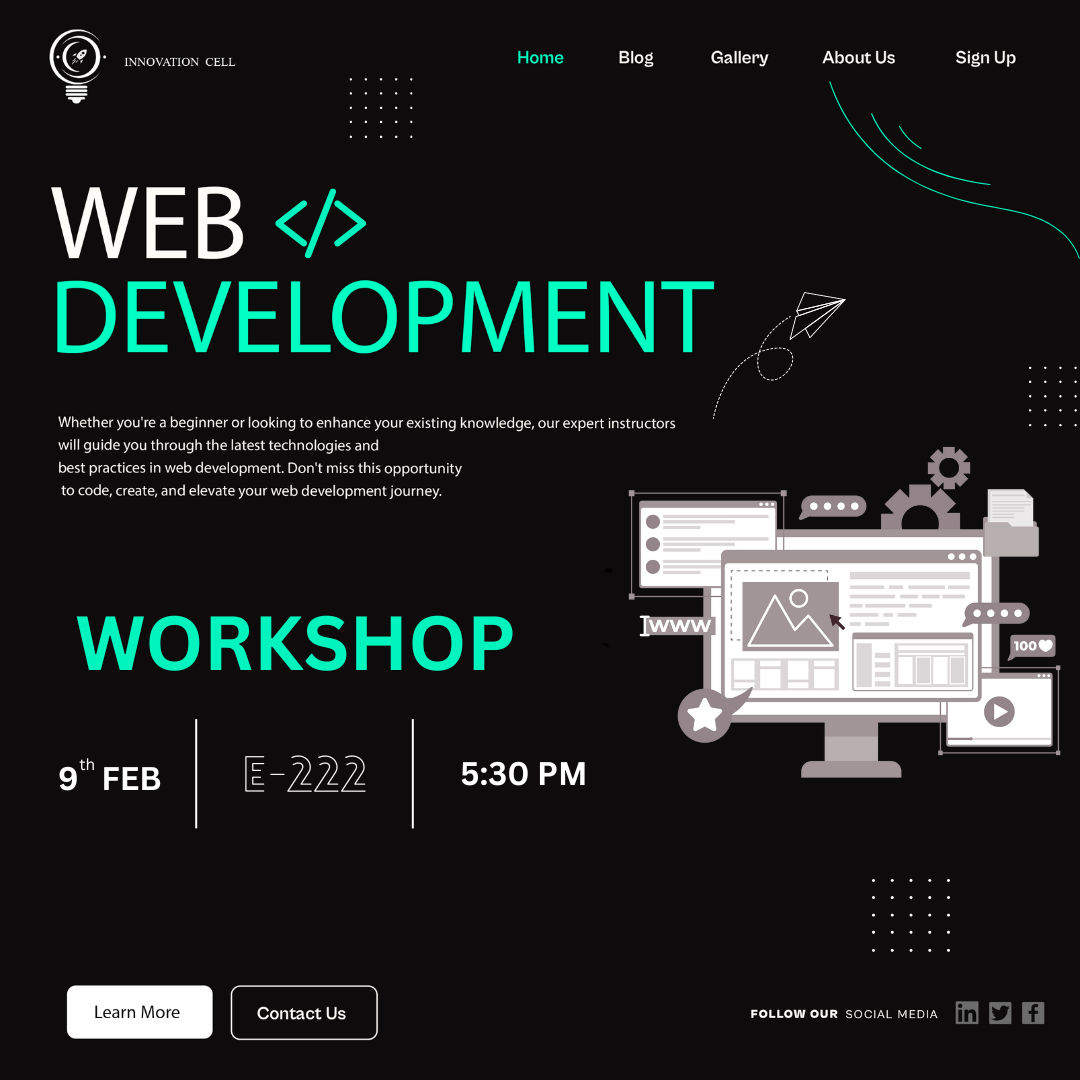 INNOVATION CELL
Home Blog Gallery About Us Sign Up
WEB </>
DEVELOPMENT
Whether you're a beginner or looking to enhance your existing knowledge, our expert instructors
will guide you through the latest technologies and
best practices in web development. Don't miss this opportunity
to code, create, and elevate your web development journey.
WWW
100
WORKSHOP
9th FEB
E-222
5:30 PM
Learn More
Contact Us
FOLLOW OUR SOCIAL MEDIA
in
f